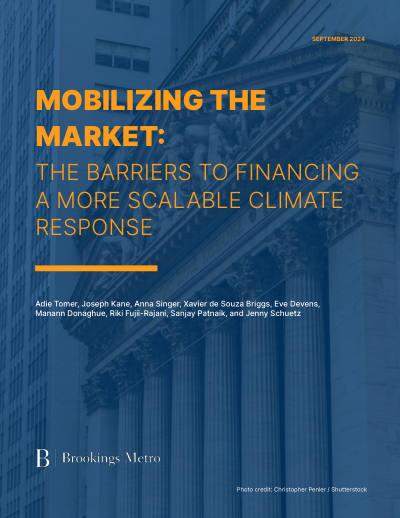 SEPTEMBER 2024
MOBILIZING THE
MARKET:
THE BARRIERS TO FINANCING
A MORE SCALABLE CLIMATE
RESPONSE
Adie Tomer, Joseph Kane, Anna Singer, Xavier de Souza Briggs, Eve Devens,
Manann Donaghue, Riki Fujii-Rajani, Sanjay Patnaik, and Jenny Schuetz
B | Brookings Metro
Photo credit: Christopher Penler / Shutterstock